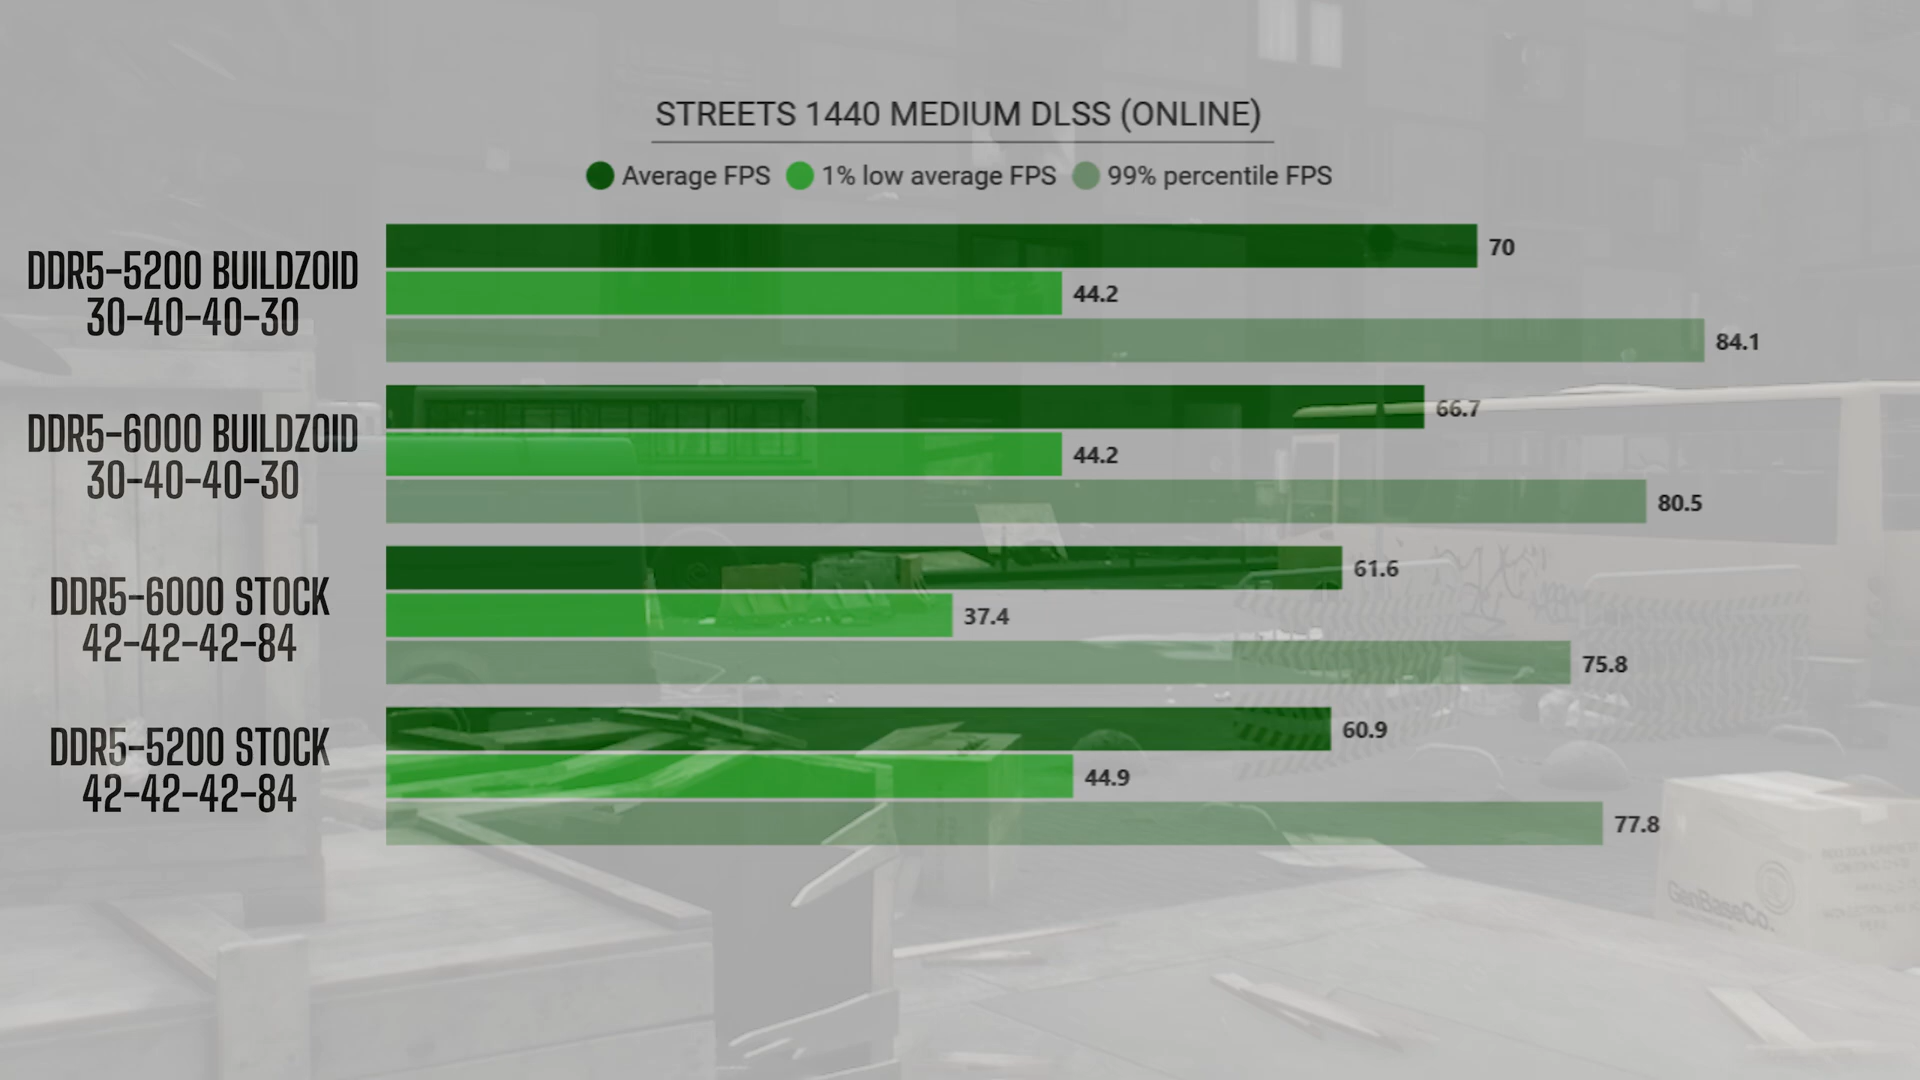 STREETS 1440 MEDIUM DLSS (ONLINE)
Average FPS 1% low average FPS 99% percentile FPS
DDR5-5200 BUILDZOID
30-40-40-30
70
44.2
84.1
DDR5-6000 BUILDZOID
30-40-40-30
66.7
44.2
80.5
DDR5-6000 STOCK
42-42-42-84
61.6
37.4
75.8
DDR5-5200 STOCK
42-42-42-84
60.9
44.9
77.8
GenBaseCo.